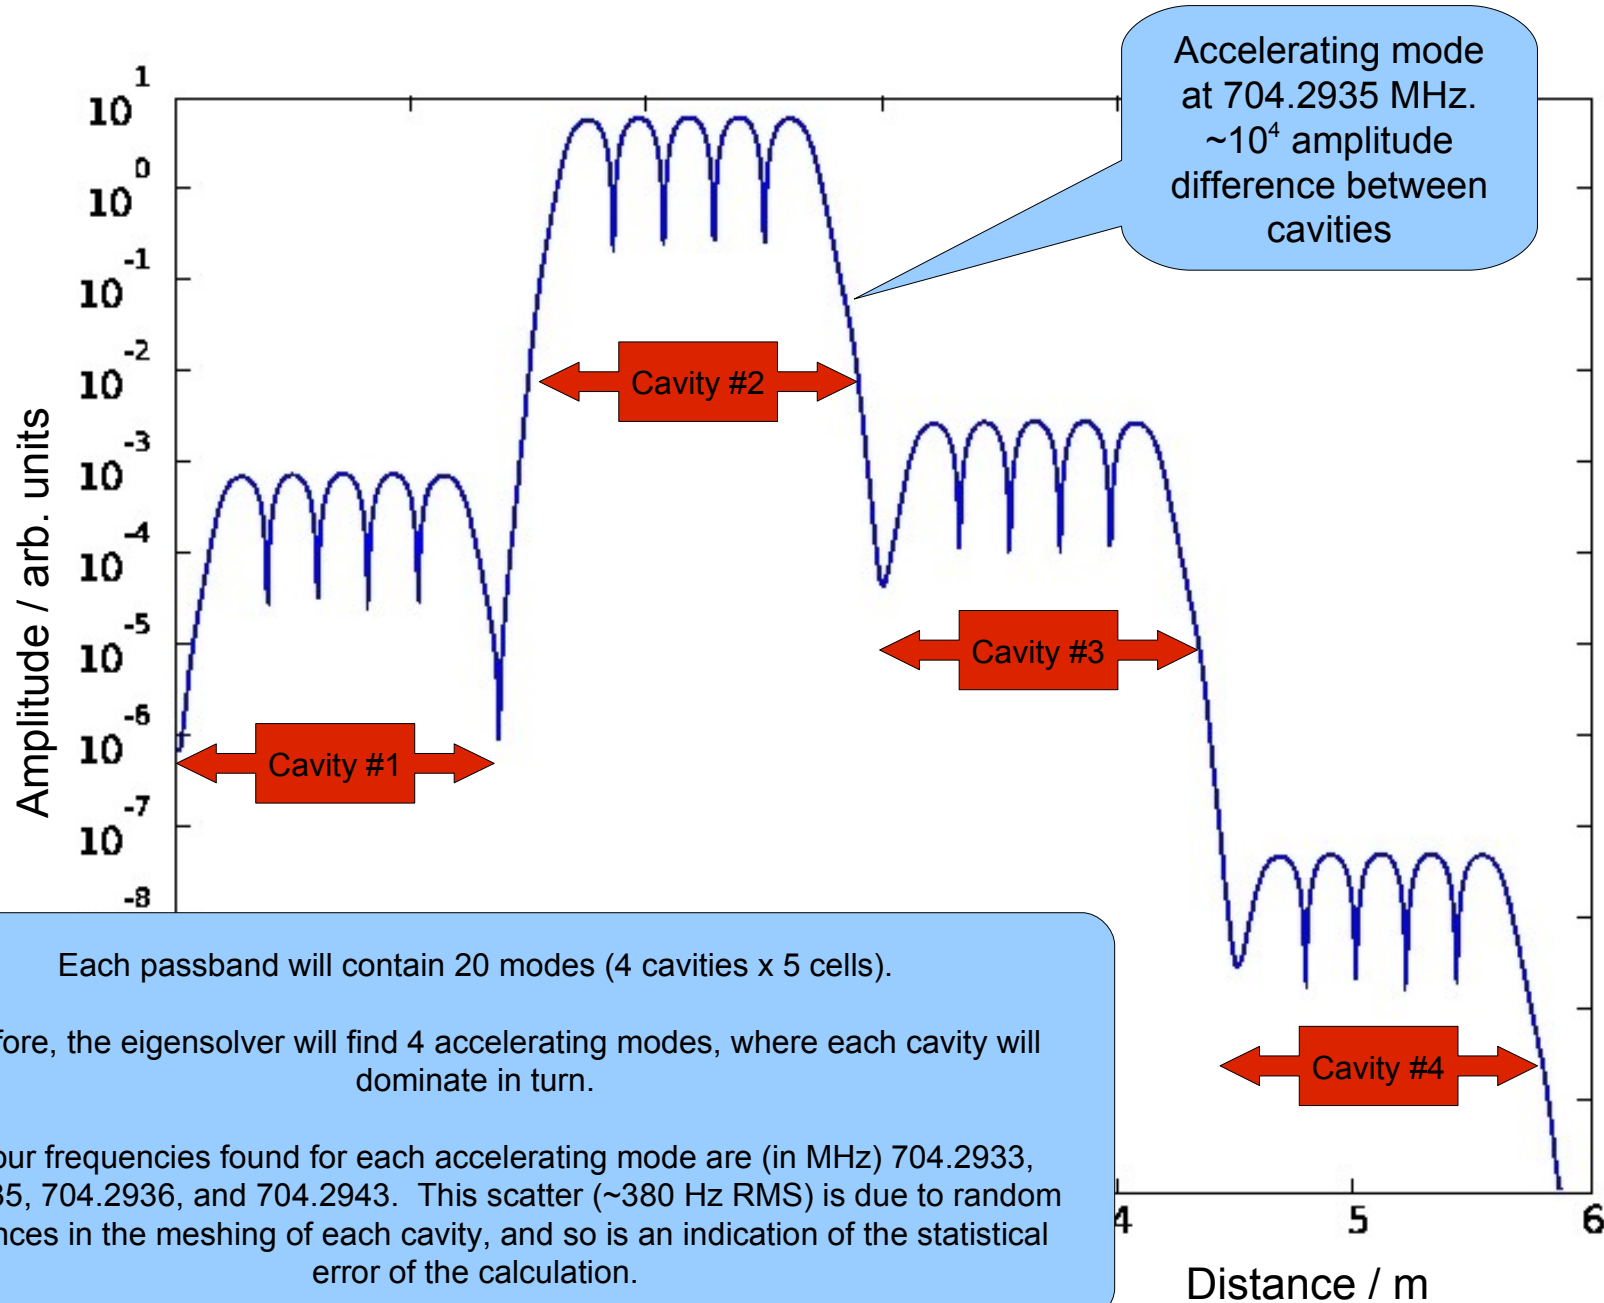 Accelerating mode
at 704.2935 MHz.
~10⁴ amplitude
difference between
cavities
Amplitude / arb. units
10¹
10⁰
10⁻¹
10⁻²
10⁻³
10⁻⁴
10⁻⁵
10⁻⁶
10⁻⁷
-8
Cavity #2
Cavity #3
Cavity #1
Cavity #4
Each passband will contain 20 modes (4 cavities x 5 cells).
the eigensolver will find 4 accelerating modes, where each cavity will
dominate in turn.
frequencies found for each accelerating mode are (in MHz) 704.2933,
704.2936, and 704.2943. This scatter (~380 Hz RMS) is due to random
in the meshing of each cavity, and so is an indication of the statistical
error of the calculation.
4
5
6
Distance / m